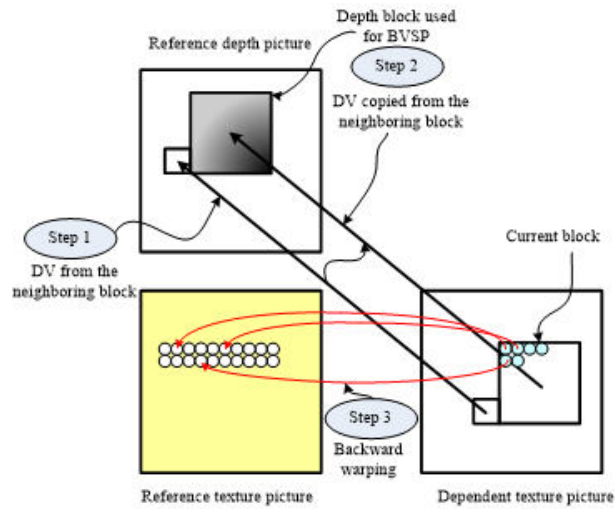 Reference depth picture
Depth block used
for BVSP
Step 2
DV copied from the
neighboring block
Step 1
DV from the
neighboring block
Current block
Step 3
Backward
warping
Reference texture picture
Dependent texture picture